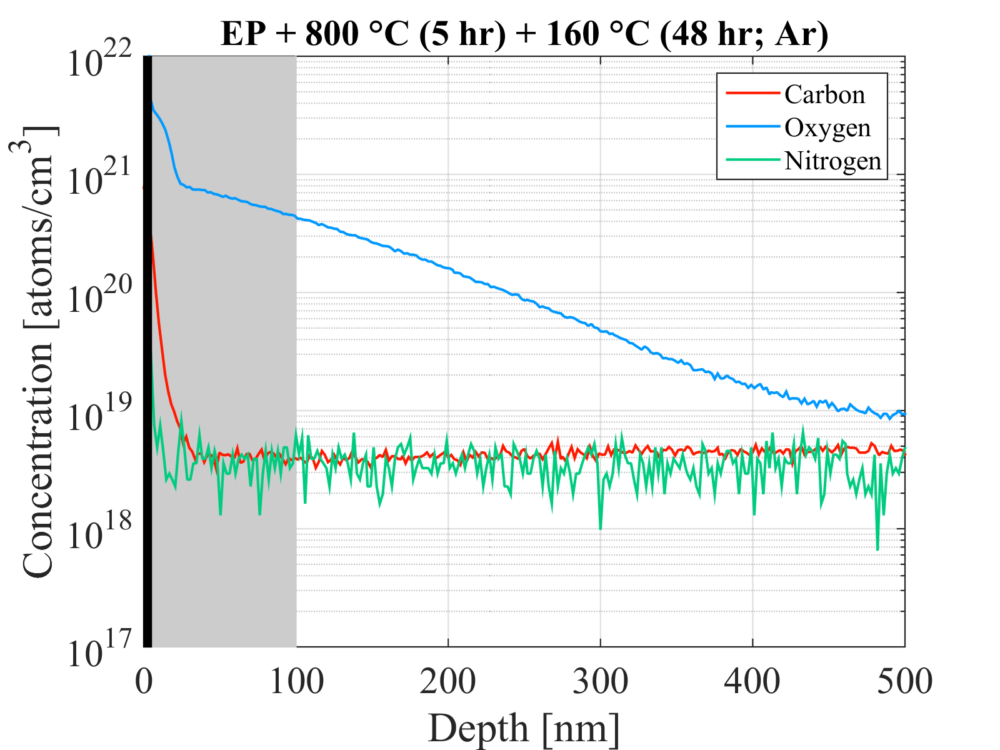 EP + 800 °C (5 hr) + 160 °C (48 hr; Ar)
10^22
10^21
10^20
10^19
10^18
10^17
Concentration [atoms/cm^3]
Carbon
Oxygen
Nitrogen
0 100 200 300 400 500
Depth [nm]